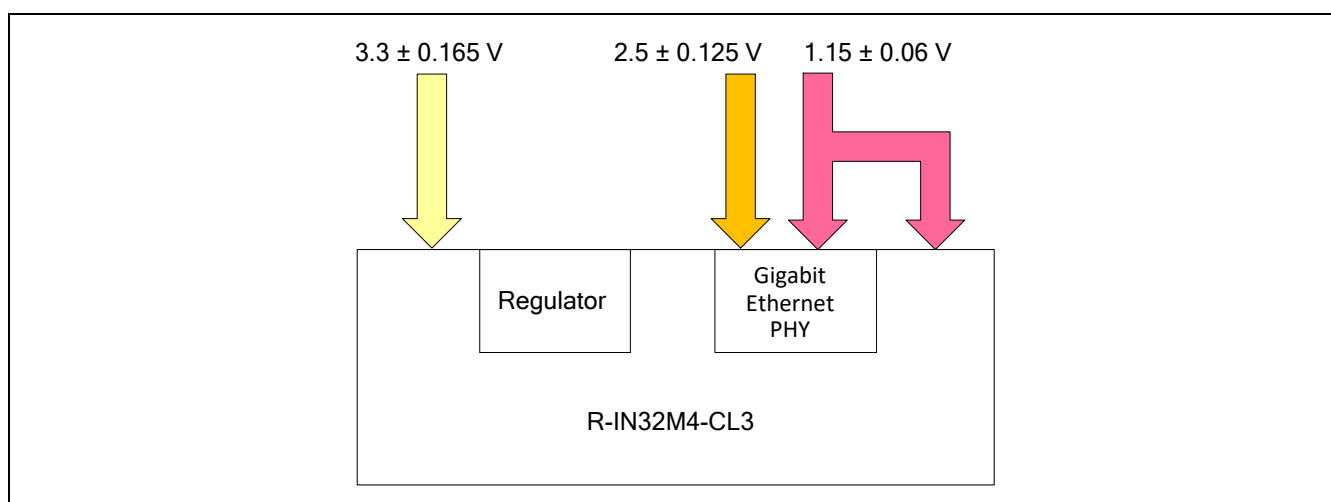 3.3 ± 0.165 V
2.5 ± 0.125 V
1.15 ± 0.06 V
Regulator
Gigabit
Ethernet
PHY
R-IN32M4-CL3